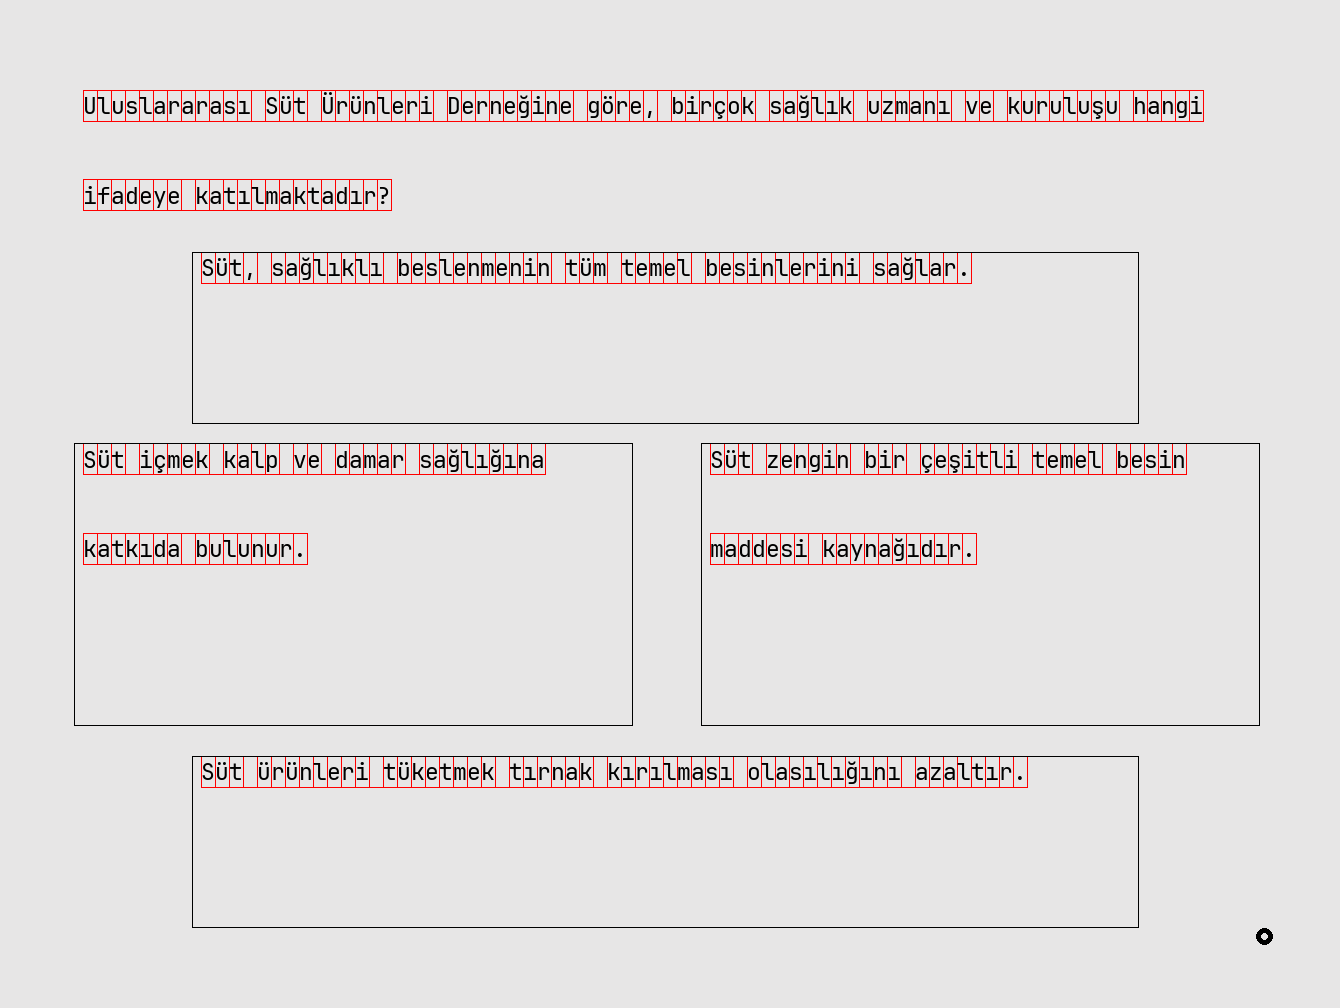 Uluslararası Süt Ürünleri Derneğine göre, birçok sağlık uzmanı ve kuruluşu hangi
ifadeye katılmaktadır?
Süt, sağlıklı beslenmenin tüm temel besinlerini sağlar.
Süt içmek kalp ve damar sağlığına
katkıda bulunur.
Süt zengin bir çeşitli temel besin
maddesi kaynağıdır.
Süt ürünleri tüketmek tırnak kırılması olasılığını azaltır.